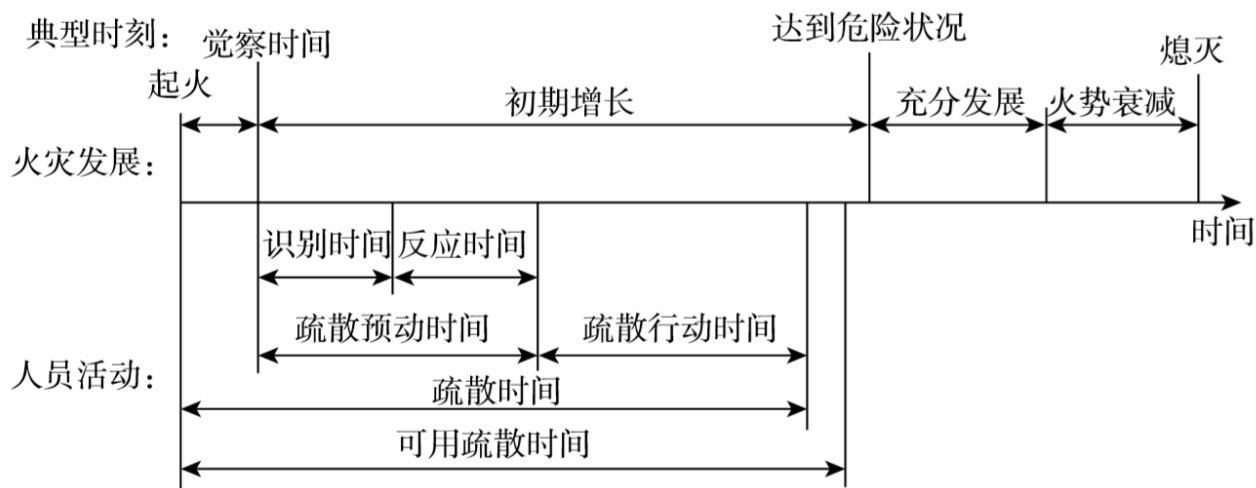 典型时刻：
觉察时间
达到危险状况
熄灭
起火
初期增长
充分发展
火势衰减
火灾发展：
时间
识别时间
反应时间
疏散预动时间
疏散行动时间
人员活动：
疏散时间
可用疏散时间